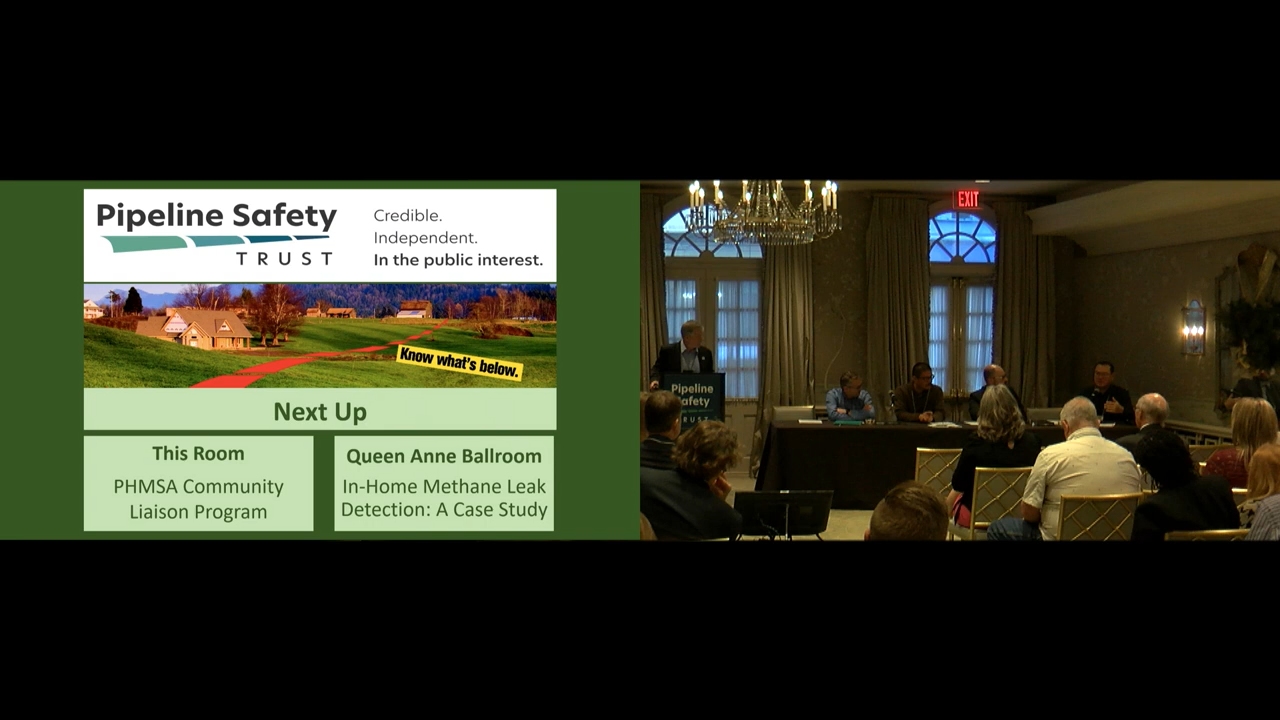 Pipeline Safety
TRUST
Credible.
Independent.
In the public interest.
Know what's below.
Next Up
This Room
PHMSA Community
Liaison Program
Queen Anne Ballroom
In-Home Methane Leak
Detection: A Case Study
EXIT
Pipeline
Safety
TRUST